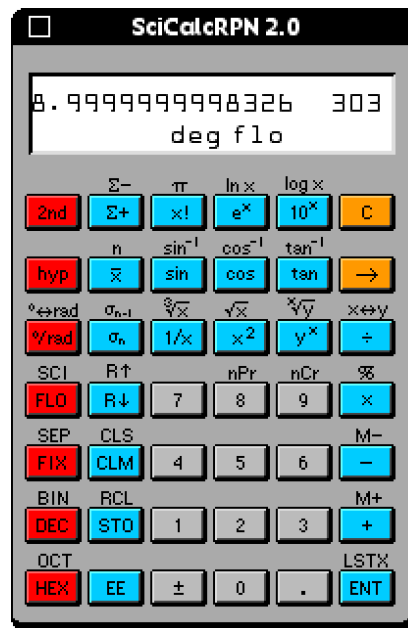 SciCalcRPN 2.0
8.9999999998326 303
deg flo
Σ− π ln x log x
2nd Σ+ x! eˣ 10ˣ C
n sin⁻¹ cos⁻¹ tan⁻¹
hyp x̄ sin cos tan →
°↔rad σₙ₋₁ ∛x √x ˣ√y x↔y
°/rad σₙ 1/x x² yˣ ÷
SCI R↑ nPr nCr %
FLO R↓ 7 8 9 ×
SEP CLS M−
FIX CLM 4 5 6 −
BIN RCL M+
DEC STO 1 2 3 +
OCT LSTX
HEX EE ± 0 . ENT